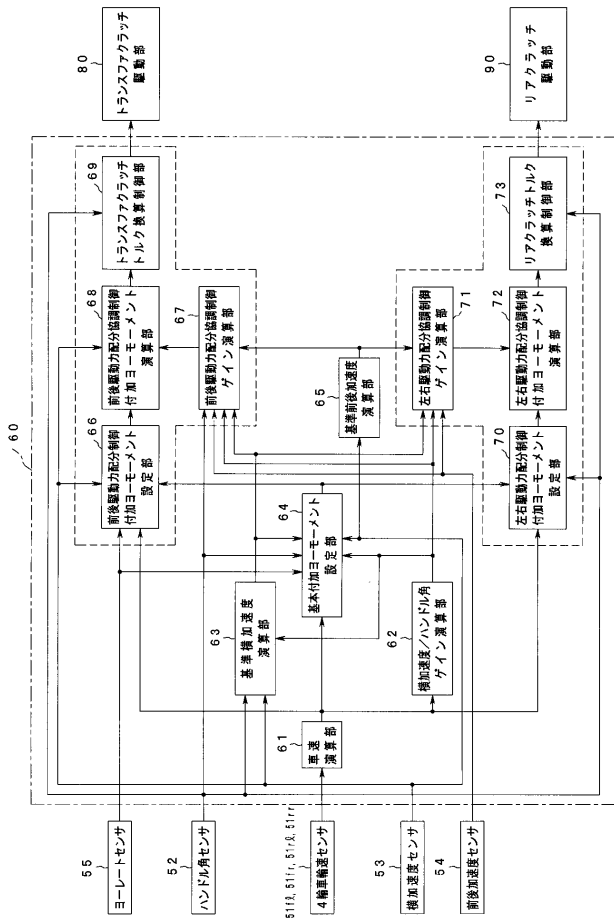 60
55
ヨーレートセンサ
52
ハンドル角センサ
51fℓ, 51fr, 51rℓ, 51rr
4輪車輪速センサ
53
横加速度センサ
54
前後加速度センサ
61
車速
演算部
63
基準横加速度
演算部
62
横加速度/ハンドル角
ゲイン演算部
64
基本付加ヨーモーメント
設定部
65
基準前後加速度
演算部
66
前後駆動力配分制御
付加ヨーモーメント
設定部
68
前後駆動力配分協調制御
付加ヨーモーメント
演算部
67
前後駆動力配分協調制御
ゲイン演算部
69
トランスファクラッチ
トルク換算制御部
80
トランスファクラッチ
駆動部
70
左右駆動力配分制御
付加ヨーモーメント
設定部
71
左右駆動力配分協調制御
ゲイン演算部
72
左右駆動力配分協調制御
付加ヨーモーメント
演算部
73
リアクラッチトルク
換算制御部
90
リアクラッチ
駆動部